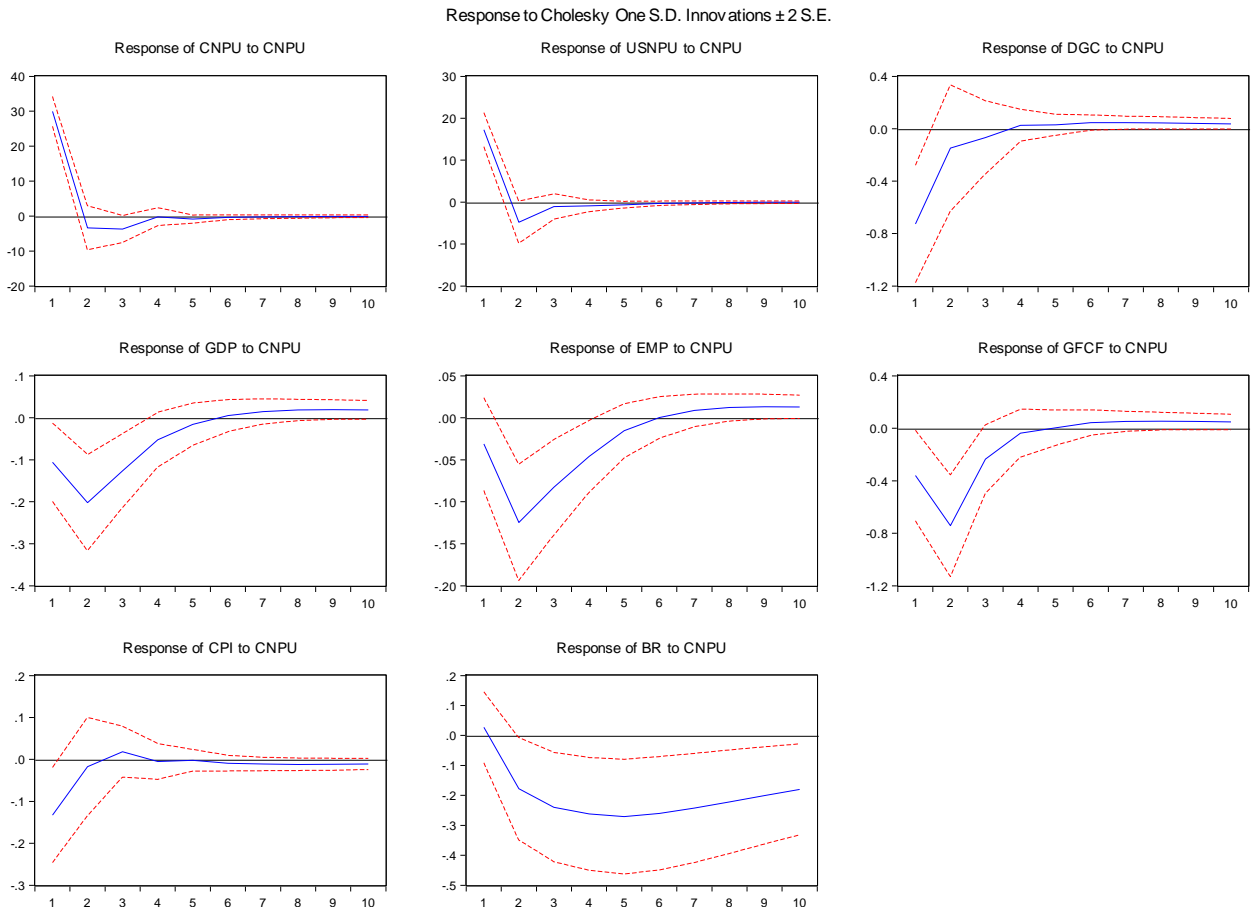 Response to Cholesky One S.D. Innovations ± 2 S.E.
Response of CNPU to CNPU
40
30
20
10
0
-10
-20
1 2 3 4 5 6 7 8 9 10
Response of USNPU to CNPU
30
20
10
0
-10
-20
1 2 3 4 5 6 7 8 9 10
Response of DGC to CNPU
0.4
0.0
-0.4
-0.8
-1.2
1 2 3 4 5 6 7 8 9 10
Response of GDP to CNPU
.1
.0
-.1
-.2
-.3
-.4
1 2 3 4 5 6 7 8 9 10
Response of EMP to CNPU
.05
.00
-.05
-.10
-.15
-.20
1 2 3 4 5 6 7 8 9 10
Response of GFCF to CNPU
0.4
0.0
-0.4
-0.8
-1.2
1 2 3 4 5 6 7 8 9 10
Response of CPI to CNPU
.2
.1
.0
-.1
-.2
-.3
1 2 3 4 5 6 7 8 9 10
Response of BR to CNPU
.2
.1
.0
-.1
-.2
-.3
-.4
-.5
1 2 3 4 5 6 7 8 9 10